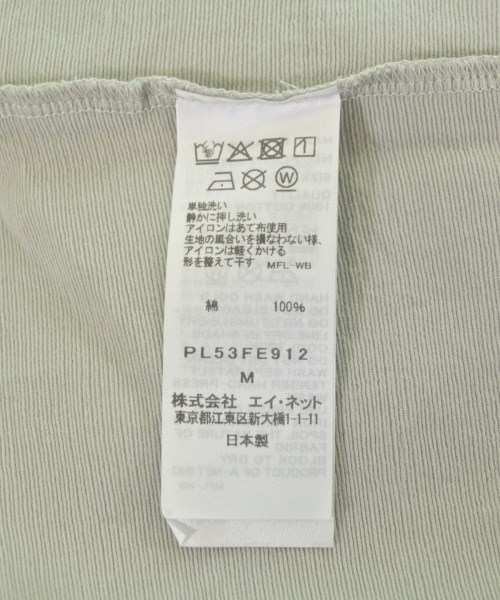 単独洗い
静かに押し洗い
アイロンはあて布使用
生地の風合いを損なわない様、
アイロンは軽くかける
形を整えて干す MFL-WB
綿 100%
PL53FE912
M
株式会社 エイ・ネット
東京都江東区新大橋1-1-11
日本製